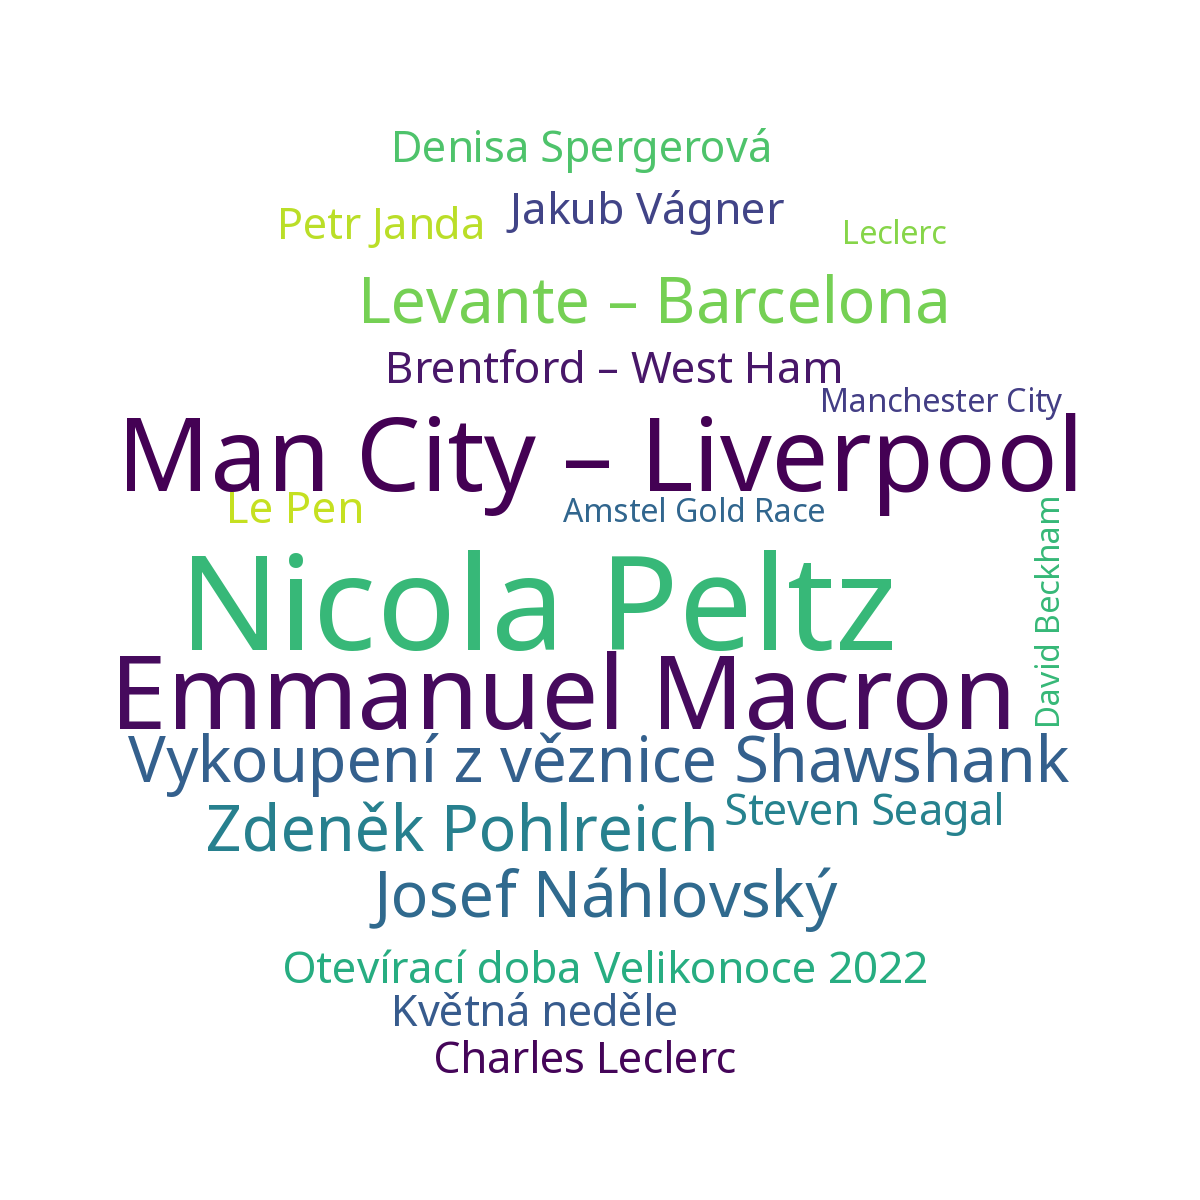 Denisa Spergerová
Jakub Vágner
Petr Janda
Leclerc
Levante – Barcelona
Brentford – West Ham
Manchester City
Man City – Liverpool
Le Pen
Amstel Gold Race
David Beckham
Nicola Peltz
Emmanuel Macron
Vykoupení z věznice Shawshank
Steven Seagal
Zdeněk Pohlreich
Josef Náhlovský
Otevírací doba Velikonoce 2022
Květná neděle
Charles Leclerc